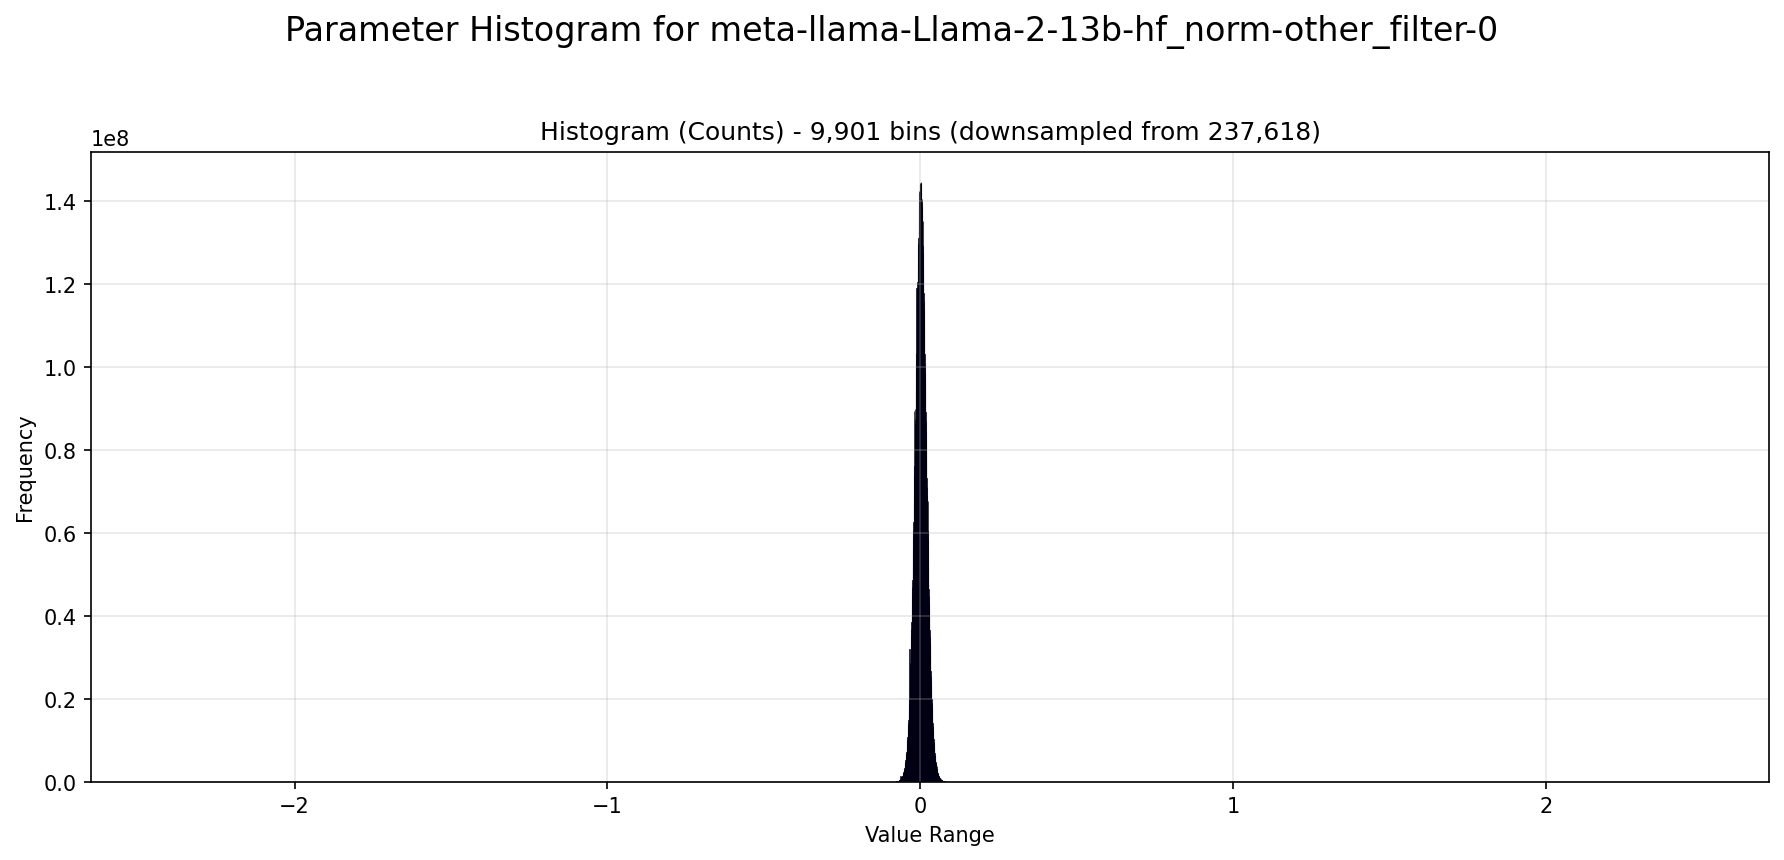 Parameter Histogram for meta-llama-Llama-2-13b-hf_norm-other_filter-0
Histogram (Counts) - 9,901 bins (downsampled from 237,618)
1e8
1.4
1.2
1.0
0.8
0.6
0.4
0.2
0.0
Frequency
−2
−1
0
1
2
Value Range